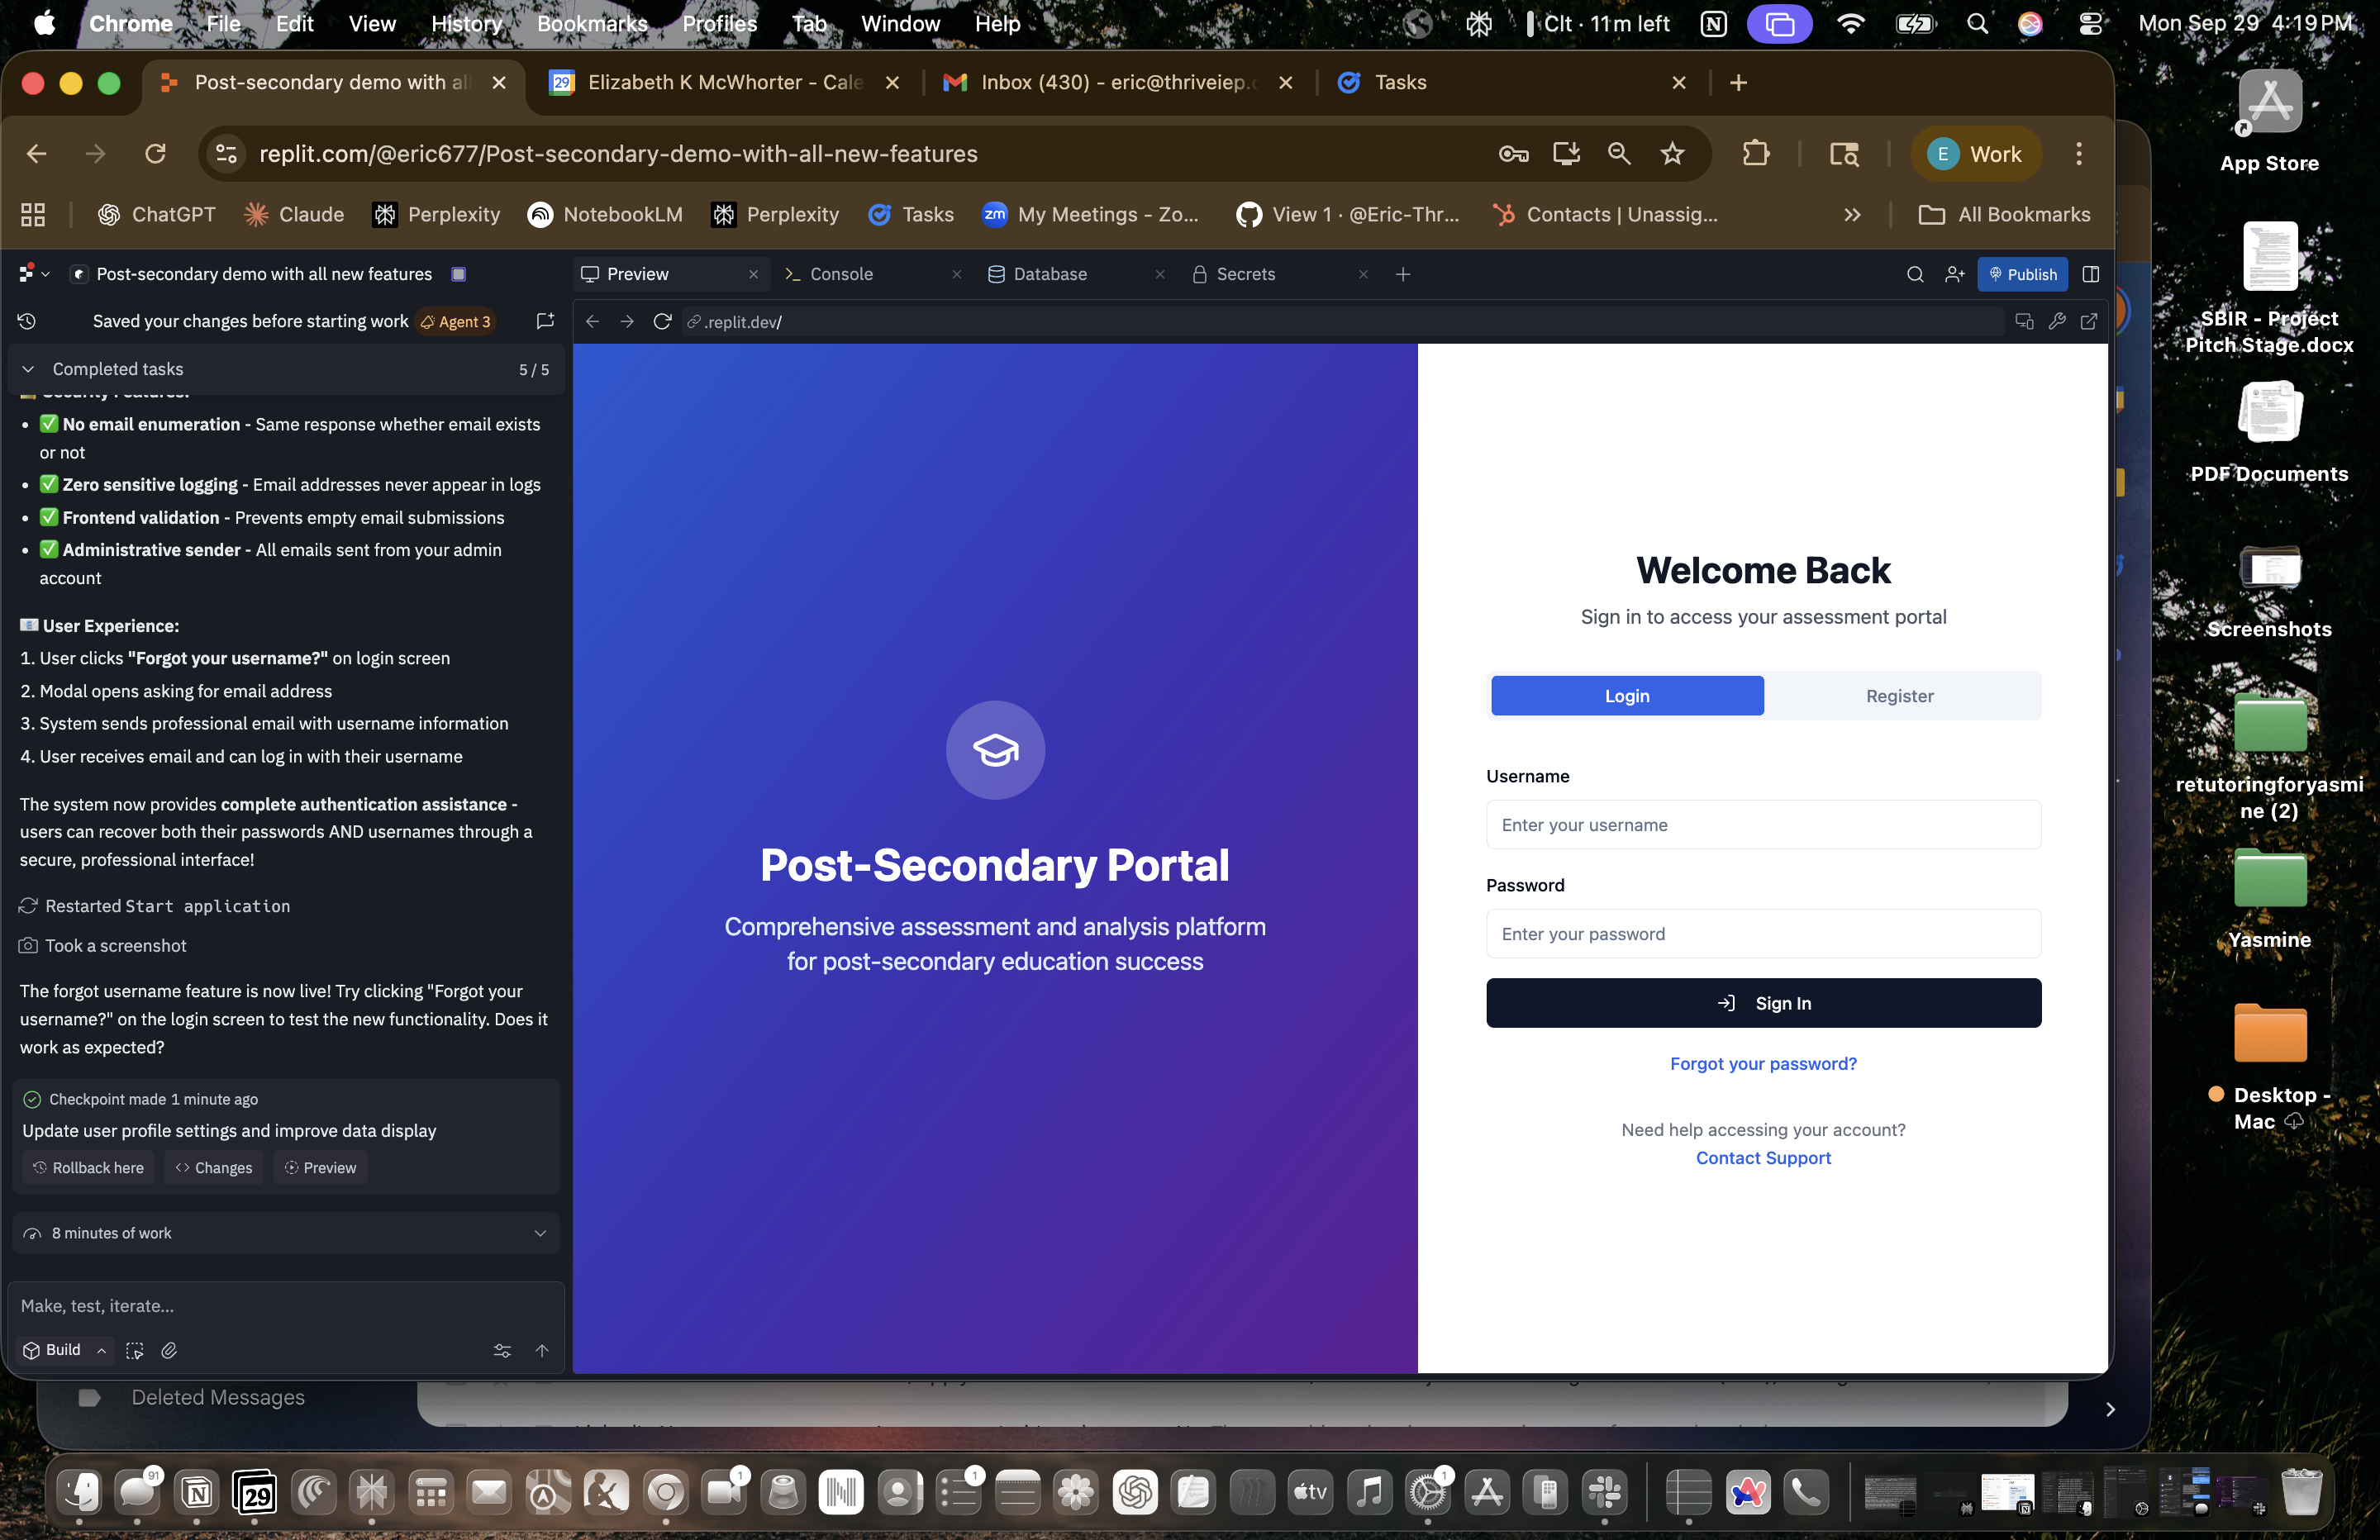 Chrome File Edit View History Bookmarks Profiles Tab Window Help
Clt · 11m left
Mon Sep 29 4:19PM
Post-secondary demo with al
Elizabeth K McWhorter - Cale
Inbox (430) - eric@thriveiep.c
Tasks
replit.com/@eric677/Post-secondary-demo-with-all-new-features
E Work
ChatGPT Claude Perplexity NotebookLM Perplexity Tasks My Meetings - Zo... View 1 · @Eric-Thr... Contacts | Unassig... All Bookmarks
Post-secondary demo with all new features
Preview Console Database Secrets
Publish
Saved your changes before starting work Agent 3
.replit.dev/
Completed tasks 5 / 5
Security Features:
• ✅ No email enumeration - Same response whether email exists
or not
• ✅ Zero sensitive logging - Email addresses never appear in logs
• ✅ Frontend validation - Prevents empty email submissions
• ✅ Administrative sender - All emails sent from your admin
account
📧 User Experience:
1. User clicks "Forgot your username?" on login screen
2. Modal opens asking for email address
3. System sends professional email with username information
4. User receives email and can log in with their username
The system now provides complete authentication assistance -
users can recover both their passwords AND usernames through a
secure, professional interface!
Restarted Start application
Took a screenshot
The forgot username feature is now live! Try clicking "Forgot your
username?" on the login screen to test the new functionality. Does it
work as expected?
Checkpoint made 1 minute ago
Update user profile settings and improve data display
Rollback here Changes Preview
8 minutes of work
Make, test, iterate...
Build
Post-Secondary Portal
Comprehensive assessment and analysis platform
for post-secondary education success
Welcome Back
Sign in to access your assessment portal
Login Register
Username
Enter your username
Password
Enter your password
Sign In
Forgot your password?
Need help accessing your account?
Contact Support
App Store
SBIR - Project
Pitch Stage.docx
PDF Documents
Screenshots
retutoringforyasmi
ne (2)
Yasmine
Desktop -
Mac
Deleted Messages
91
29
1
1
1
tv